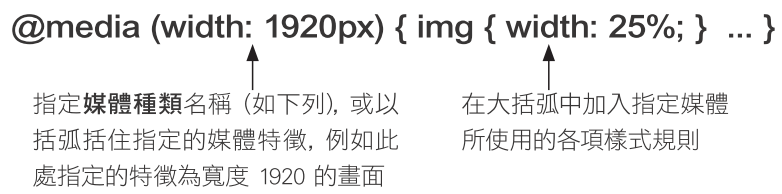 @media (width: 1920px) { img { width: 25%; } ... }
指定媒體種類名稱 (如下列), 或以
括弧括住指定的媒體特徵, 例如此
處指定的特徵為寬度 1920 的畫面
在大括弧中加入指定媒體
所使用的各項樣式規則